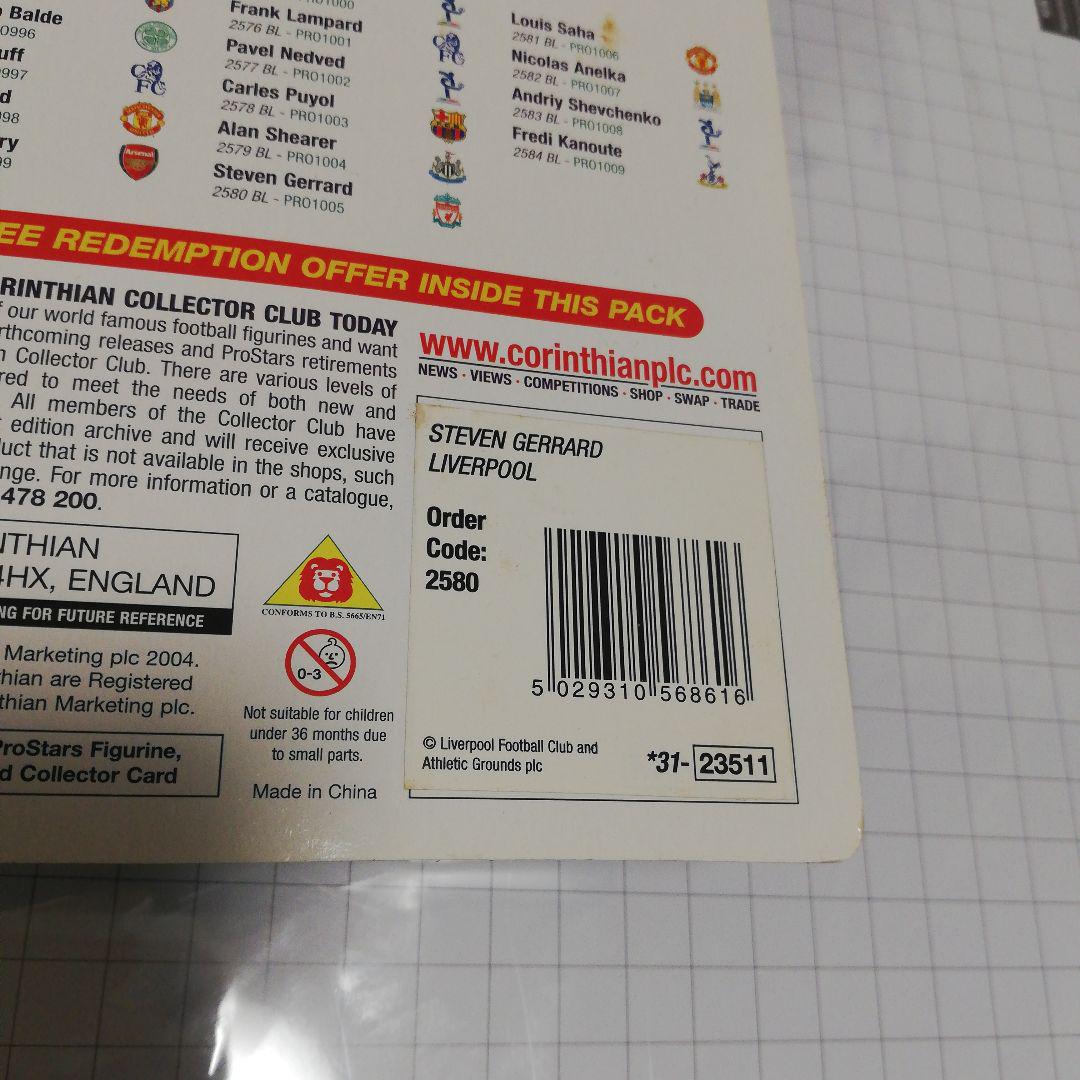 Balde
0996
uff
0997
d
998
ry
99
PRO1000
Frank Lampard
2576 BL - PRO1001
Pavel Nedved
2577 BL - PRO1002
Carles Puyol
2578 BL - PRO1003
Alan Shearer
2579 BL - PRO1004
Steven Gerrard
2580 BL - PRO1005
Louis Saha
2581 BL - PRO1006
Nicolas Anelka
2582 BL - PRO1007
Andriy Shevchenko
2583 BL - PRO1008
Fredi Kanoute
2584 BL - PRO1009
Arsenal
EE REDEMPTION OFFER INSIDE THIS PACK
RINTHIAN COLLECTOR CLUB TODAY
f our world famous football figurines and want
rthcoming releases and ProStars retirements
n Collector Club. There are various levels of
red to meet the needs of both new and
. All members of the Collector Club have
t edition archive and will receive exclusive
duct that is not available in the shops, such
nge. For more information or a catalogue,
478 200.
www.corinthianplc.com
NEWS · VIEWS · COMPETITIONS · SHOP · SWAP · TRADE
STEVEN GERRARD
LIVERPOOL
Order
Code:
2580
5 029310 568616
© Liverpool Football Club and
Athletic Grounds plc
*31- 23511
NTHIAN
4HX, ENGLAND
NG FOR FUTURE REFERENCE
Marketing plc 2004.
thian are Registered
nthian Marketing plc.
ProStars Figurine,
d Collector Card
CONFORMS TO B.S. 5665/EN71
0-3
Not suitable for children
under 36 months due
to small parts.
Made in China